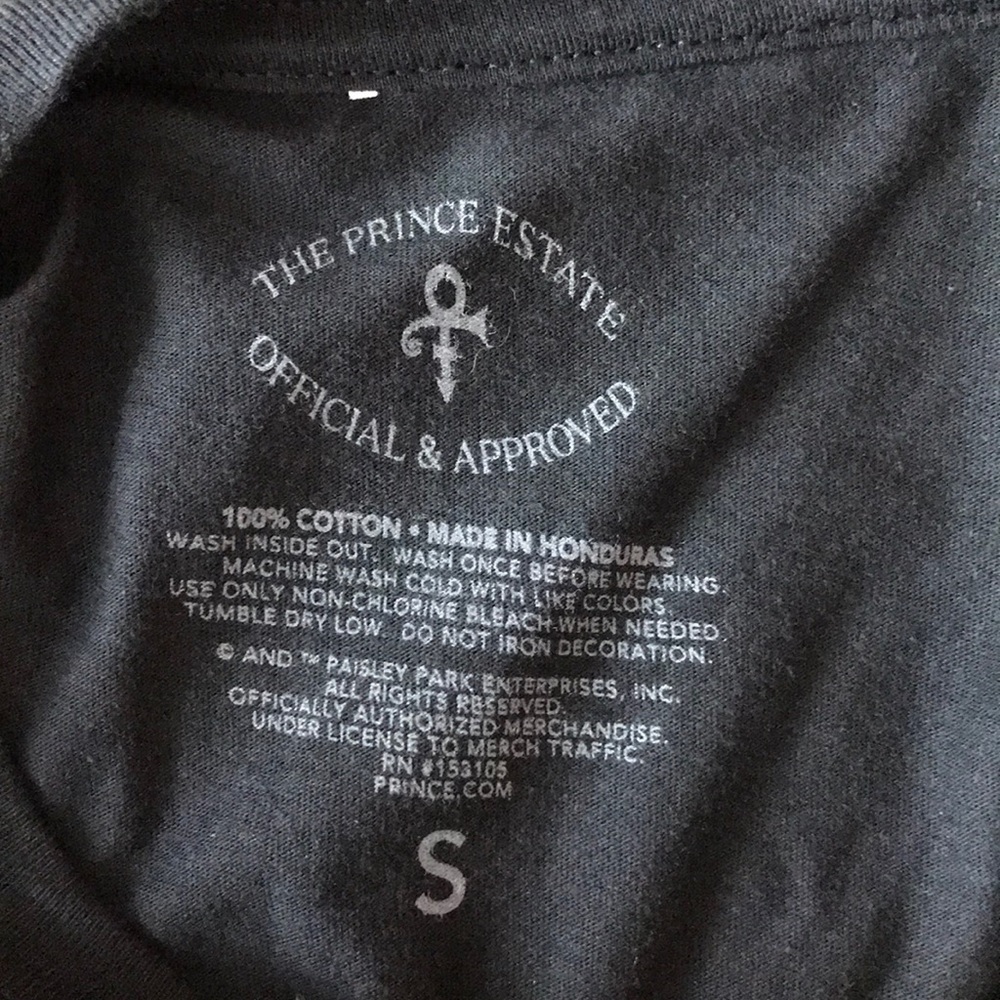 THE PRINCE ESTATE
OFFICIAL & APPROVED
100% COTTON • MADE IN HONDURAS
WASH INSIDE OUT. WASH ONCE BEFORE WEARING.
MACHINE WASH COLD WITH LIKE COLORS.
USE ONLY NON-CHLORINE BLEACH WHEN NEEDED.
TUMBLE DRY LOW. DO NOT IRON DECORATION.
© AND ™ PAISLEY PARK ENTERPRISES, INC.
ALL RIGHTS RESERVED.
OFFICIALLY AUTHORIZED MERCHANDISE.
UNDER LICENSE TO MERCH TRAFFIC.
RN #153105
PRINCE.COM
S